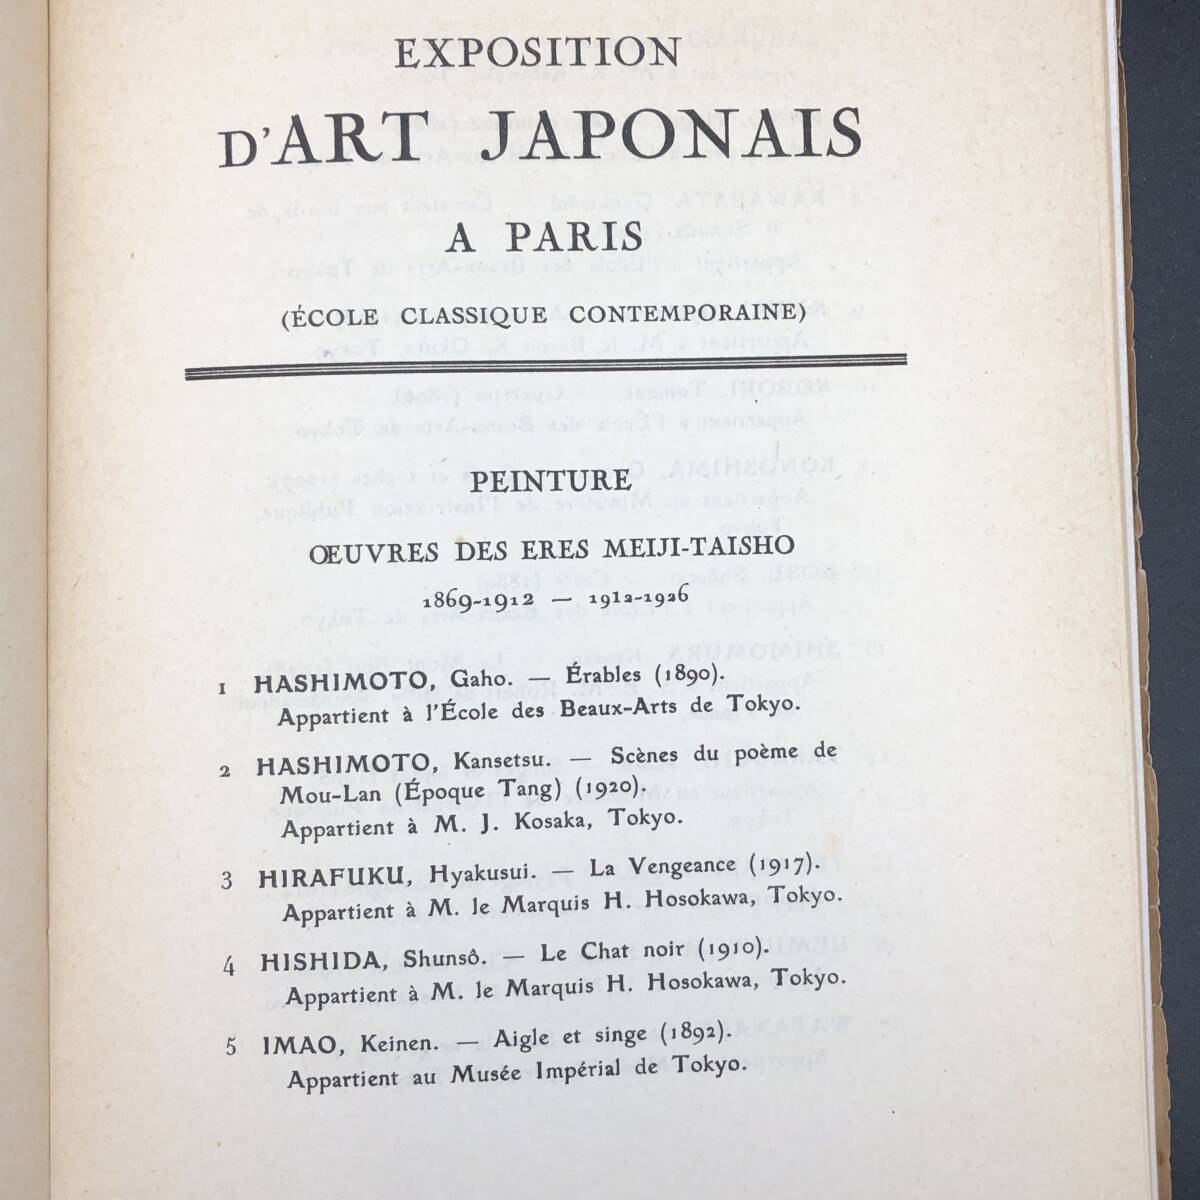 EXPOSITION
D'ART JAPONAIS
A PARIS
(ÉCOLE CLASSIQUE CONTEMPORAINE)
PEINTURE
ŒUVRES DES ERES MEIJI-TAISHO
1869-1912 — 1912-1926
1 HASHIMOTO, Gaho. — Érables (1890).
Appartient à l'École des Beaux-Arts de Tokyo.
2 HASHIMOTO, Kansetsu. — Scènes du poème de
Mou-Lan (Époque Tang) (1920).
Appartient à M. J. Kosaka, Tokyo.
3 HIRAFUKU, Hyakusui. — La Vengeance (1917).
Appartient à M. le Marquis H. Hosokawa, Tokyo.
4 HISHIDA, Shunsô. — Le Chat noir (1910).
Appartient à M. le Marquis H. Hosokawa, Tokyo.
5 IMAO, Keinen. — Aigle et singe (1892).
Appartient au Musée Impérial de Tokyo.